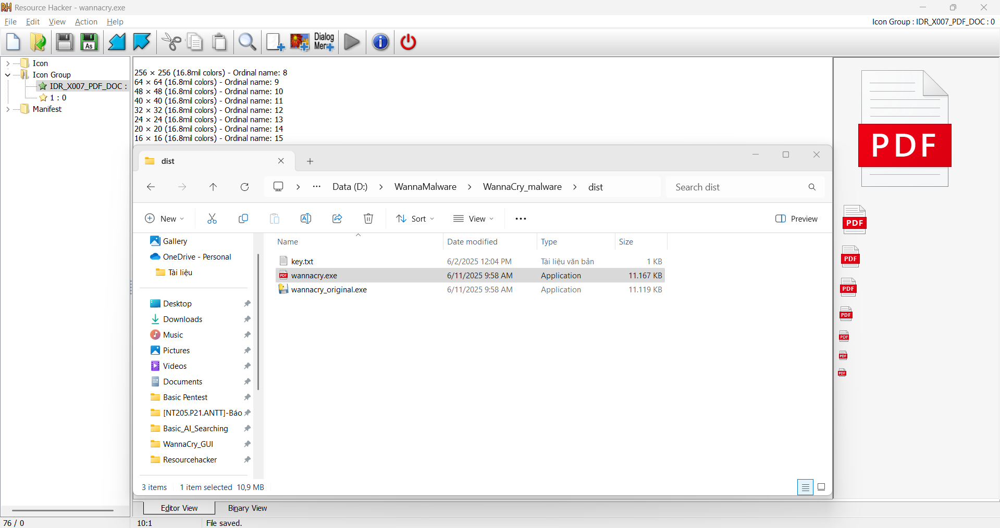 Resource Hacker - wannacry.exe
File Edit View Action Help
Icon Group : IDR_X007_PDF_DOC : 0
As
Dialog
Menu
Icon
Icon Group
IDR_X007_PDF_DOC :
1 : 0
Manifest
256 × 256 (16.8mil colors) - Ordinal name: 8
64 × 64 (16.8mil colors) - Ordinal name: 9
48 × 48 (16.8mil colors) - Ordinal name: 10
40 × 40 (16.8mil colors) - Ordinal name: 11
32 × 32 (16.8mil colors) - Ordinal name: 12
24 × 24 (16.8mil colors) - Ordinal name: 13
20 × 20 (16.8mil colors) - Ordinal name: 14
16 × 16 (16.8mil colors) - Ordinal name: 15
PDF
PDF
PDF
PDF
PDF
PDF
PDF
PDF
dist
Data (D:) > WannaMalware > WannaCry_malware > dist
Search dist
New
Sort
View
Preview
Gallery
OneDrive - Personal
Tài liệu
Desktop
Downloads
Music
Pictures
Videos
Documents
Basic Pentest
[NT205.P21.ANTT]-Báo
Basic_AI_Searching
WannaCry_GUI
Resourcehacker
Name Date modified Type Size
key.txt 6/2/2025 12:04 PM Tài liệu văn bản 1 KB
PDF wannacry.exe 6/11/2025 9:58 AM Application 11.167 KB
wannacry_original.exe 6/11/2025 9:58 AM Application 11.119 KB
3 items 1 item selected 10,9 MB
Editor View Binary View
76 / 0 10:1 File saved.